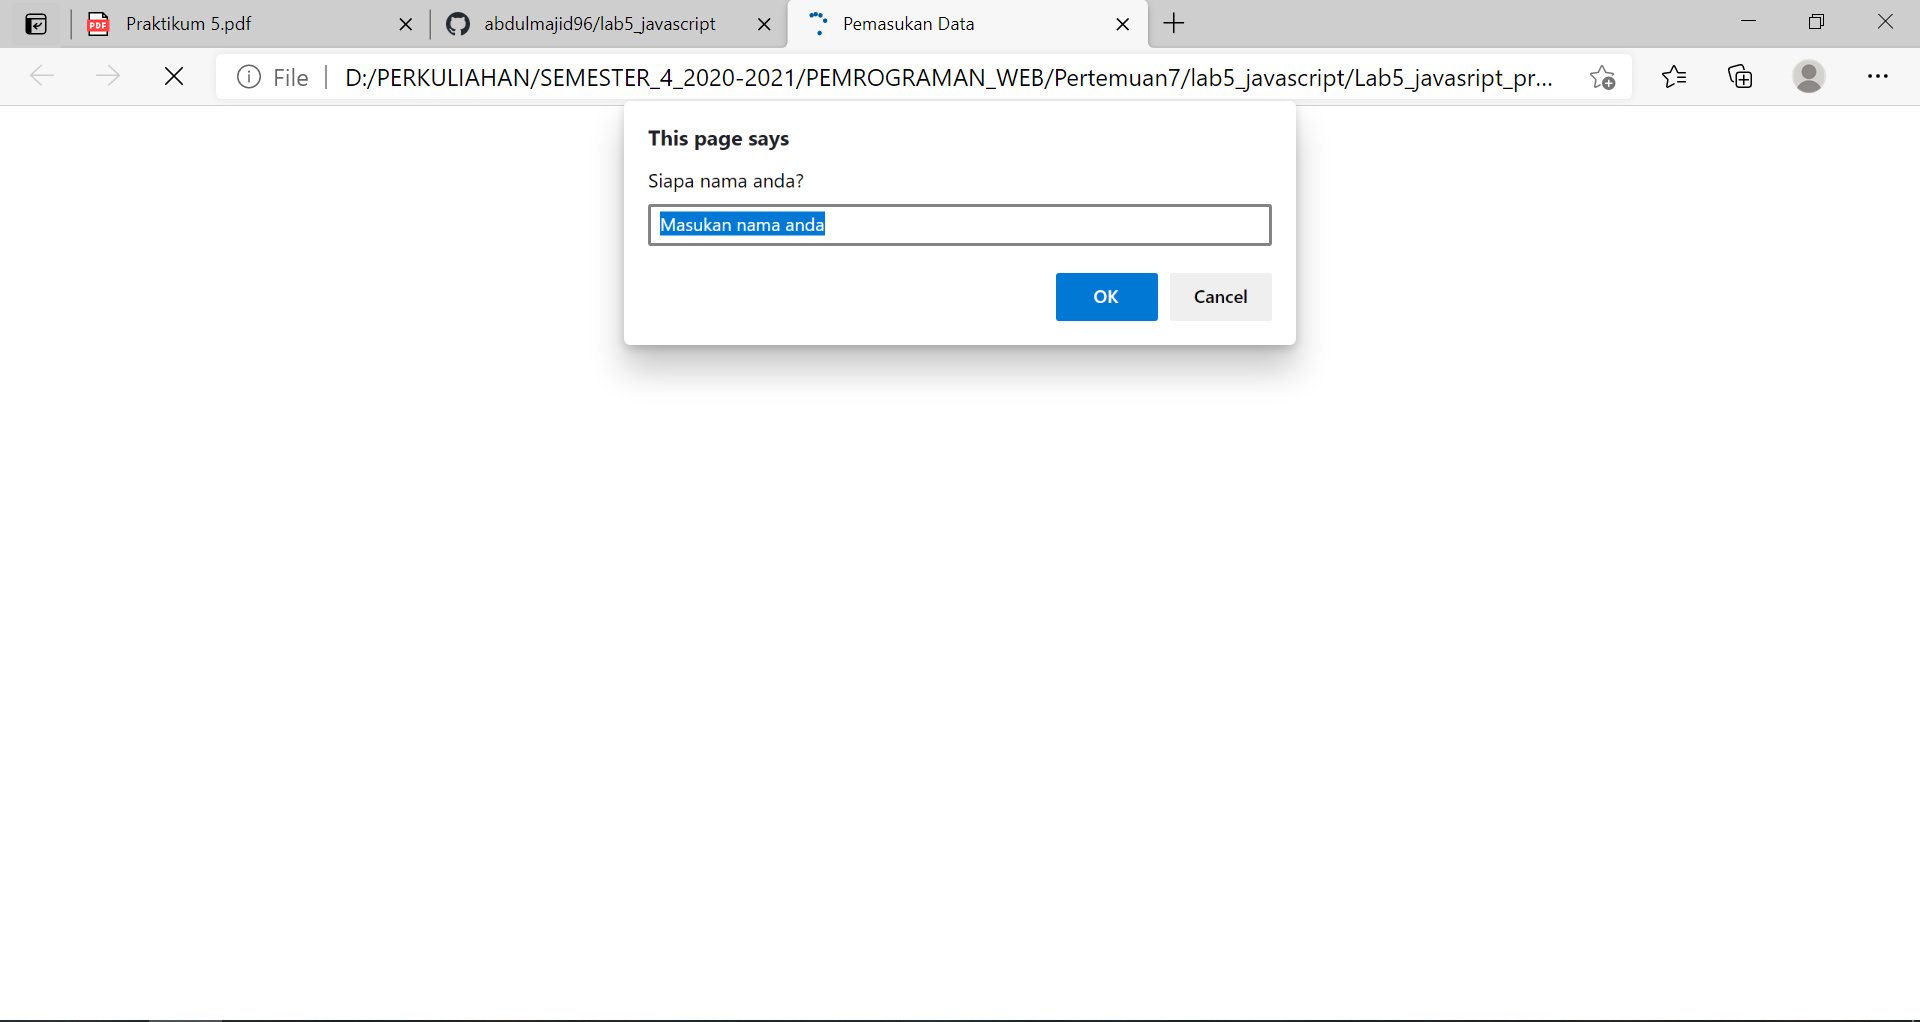 Praktikum 5.pdf
abdulmajid96/lab5_javascript
Pemasukan Data
File
D:/PERKULIAHAN/SEMESTER_4_2020-2021/PEMROGRAMAN_WEB/Pertemuan7/lab5_javascript/Lab5_javasript_pr...
This page says
Siapa nama anda?
Masukan nama anda
OK
Cancel